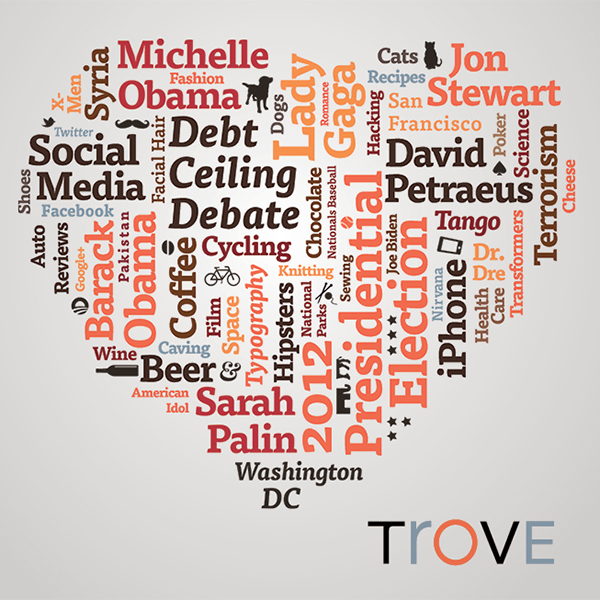 Michelle
Obama
Fashion
X-
Men
Syria
Dogs
Lady
Gaga
Romance
Cats
Recipes
Jon
Stewart
San
Francisco
Hacking
Twitter
Social
Media
Facial Hair
Debt
Ceiling
Debate
David
Petraeus
Poker
Science
Terrorism
Cheese
Shoes
Facebook
Auto
Reviews
Google+
Barack
Obama
Pakistan
Coffee
Cycling
Chocolate
Nationals Baseball
Presidential
Election
2012
Joe Biden
Tango
Nirvana
iPhone
Dr.
Dre
Health
Care
Transformers
Knitting
Sewing
Film
Space
Typography
Hipsters
National
Parks
Wine
Caving
Beer &
American
Idol
Sarah
Palin
Washington
DC
TROVE